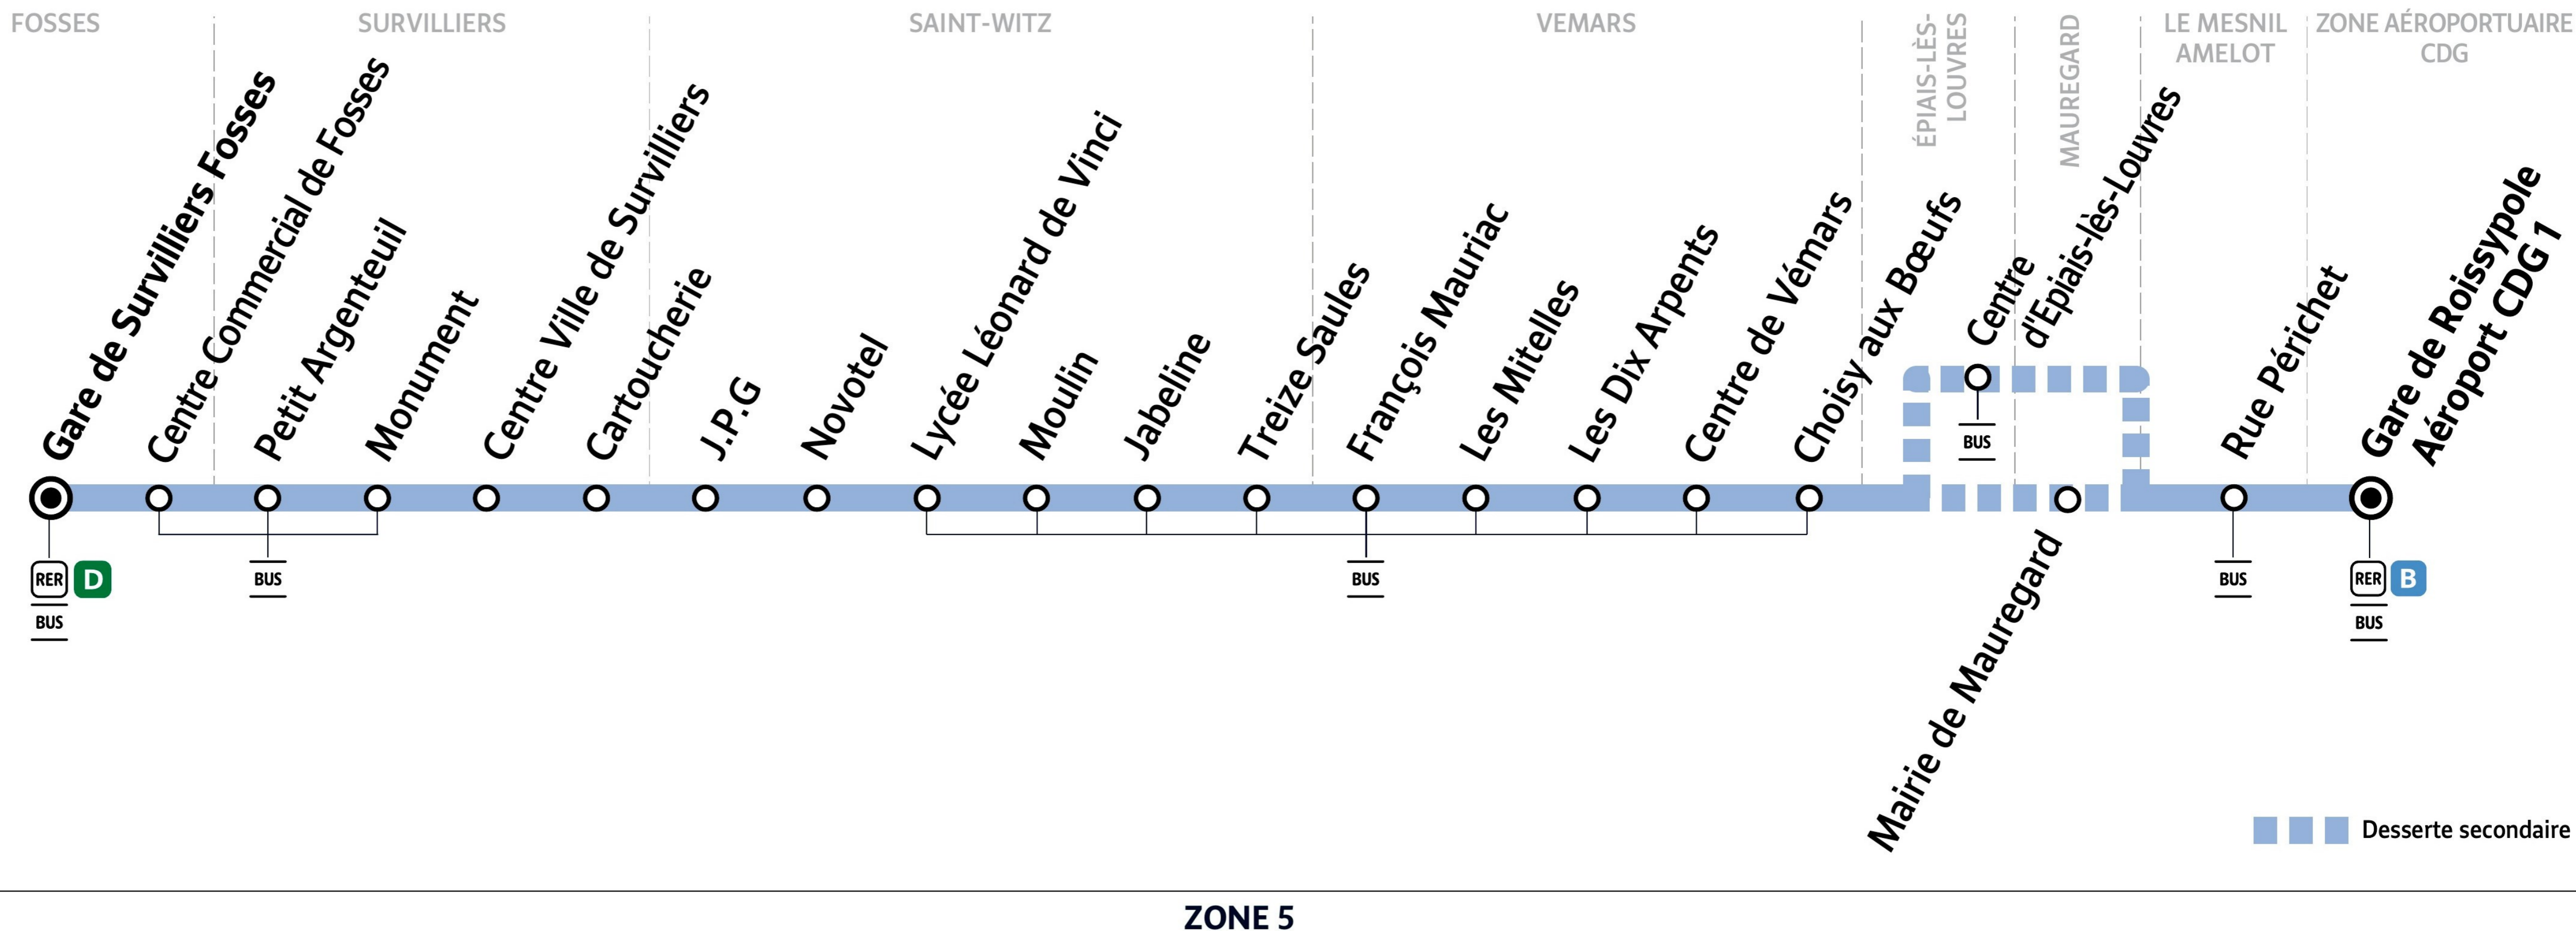 FOSSES
SURVILLIERS
SAINT-WITZ
VEMARS
ÉPIAIS-LÈS-
LOUVRES
MAUREGARD
LE MESNIL
AMELOT
ZONE AÉROPORTUAIRE
CDG
Gare de Survilliers Fosses
Centre Commercial de Fosses
Petit Argenteuil
Monument
Centre Ville de Survilliers
Cartoucherie
J.P.G
Novotel
Lycée Léonard de Vinci
Moulin
Jabeline
Treize Saules
François Mauriac
Les Mitelles
Les Dix Arpents
Centre de Vémars
Choisy aux Bœufs
Centre
d'Epiais-lès-Louvres
BUS
Mairie de Mauregard
Rue Périchet
Gare de Roissypole
Aéroport CDG 1
RER D
BUS
BUS
BUS
BUS
RER B
BUS
Desserte secondaire
ZONE 5